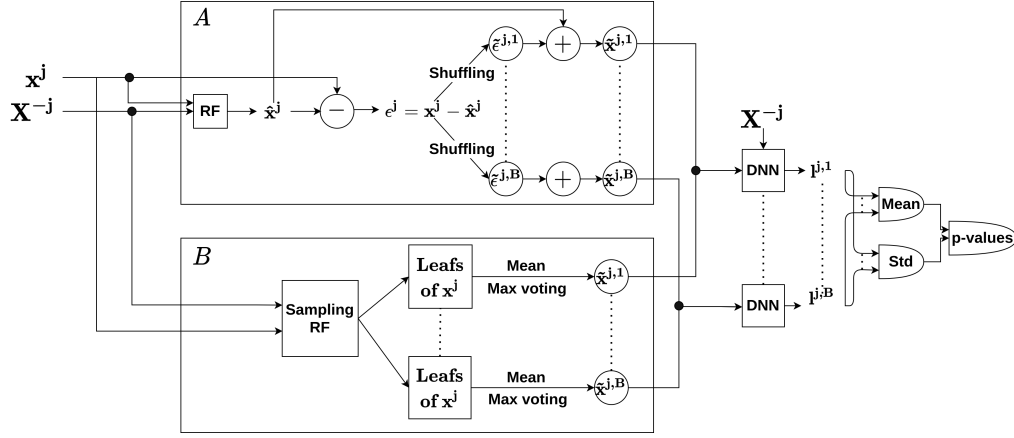 A
x^j
X^{-j}
RF
x̂^j
−
ϵ^j = x^j − x̂^j
Shuffling
Shuffling
ϵ̃^{j,1}
+
x̃^{j,1}
ϵ̃^{j,B}
+
x̃^{j,B}
B
Sampling
RF
Leafs
of x^j
Mean
Max voting
x̃^{j,1}
Leafs
of x^j
Mean
Max voting
x̃^{j,B}
X^{-j}
DNN
l^{j,1}
DNN
l^{j,B}
Mean
Std
p-values